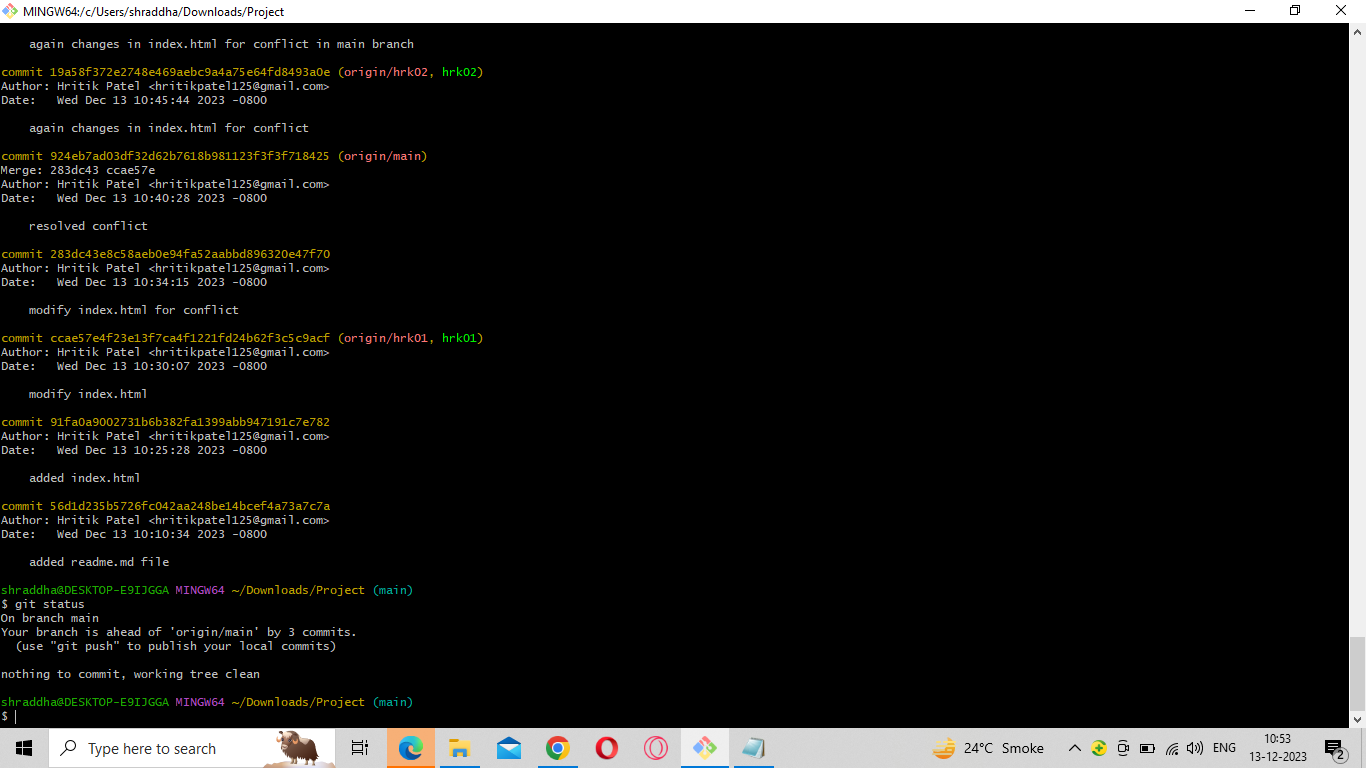 MINGW64:/c/Users/shraddha/Downloads/Project
again changes in index.html for conflict in main branch
commit 19a58f372e2748e469aebc9a4a75e64fd8493a0e (origin/hrk02, hrk02)
Author: Hritik Patel <hritikpatel125@gmail.com>
Date:   Wed Dec 13 10:45:44 2023 -0800
again changes in index.html for conflict
commit 924eb7ad03df32d62b7618b981123f3f3f718425 (origin/main)
Merge: 283dc43 ccae57e
Author: Hritik Patel <hritikpatel125@gmail.com>
Date:   Wed Dec 13 10:40:28 2023 -0800
resolved conflict
commit 283dc43e8c58aeb0e94fa52aabbd896320e47f70
Author: Hritik Patel <hritikpatel125@gmail.com>
Date:   Wed Dec 13 10:34:15 2023 -0800
modify index.html for conflict
commit ccae57e4f23e13f7ca4f1221fd24b62f3c5c9acf (origin/hrk01, hrk01)
Author: Hritik Patel <hritikpatel125@gmail.com>
Date:   Wed Dec 13 10:30:07 2023 -0800
modify index.html
commit 91fa0a9002731b6b382fa1399abb947191c7e782
Author: Hritik Patel <hritikpatel125@gmail.com>
Date:   Wed Dec 13 10:25:28 2023 -0800
added index.html
commit 56d1d235b5726fc042aa248be14bcef4a73a7c7a
Author: Hritik Patel <hritikpatel125@gmail.com>
Date:   Wed Dec 13 10:10:34 2023 -0800
added readme.md file
shraddha@DESKTOP-E9IJGGA MINGW64 ~/Downloads/Project (main)
$ git status
On branch main
Your branch is ahead of 'origin/main' by 3 commits.
(use "git push" to publish your local commits)
nothing to commit, working tree clean
shraddha@DESKTOP-E9IJGGA MINGW64 ~/Downloads/Project (main)
$
Type here to search
24°C Smoke
ENG
10:53
13-12-2023
2